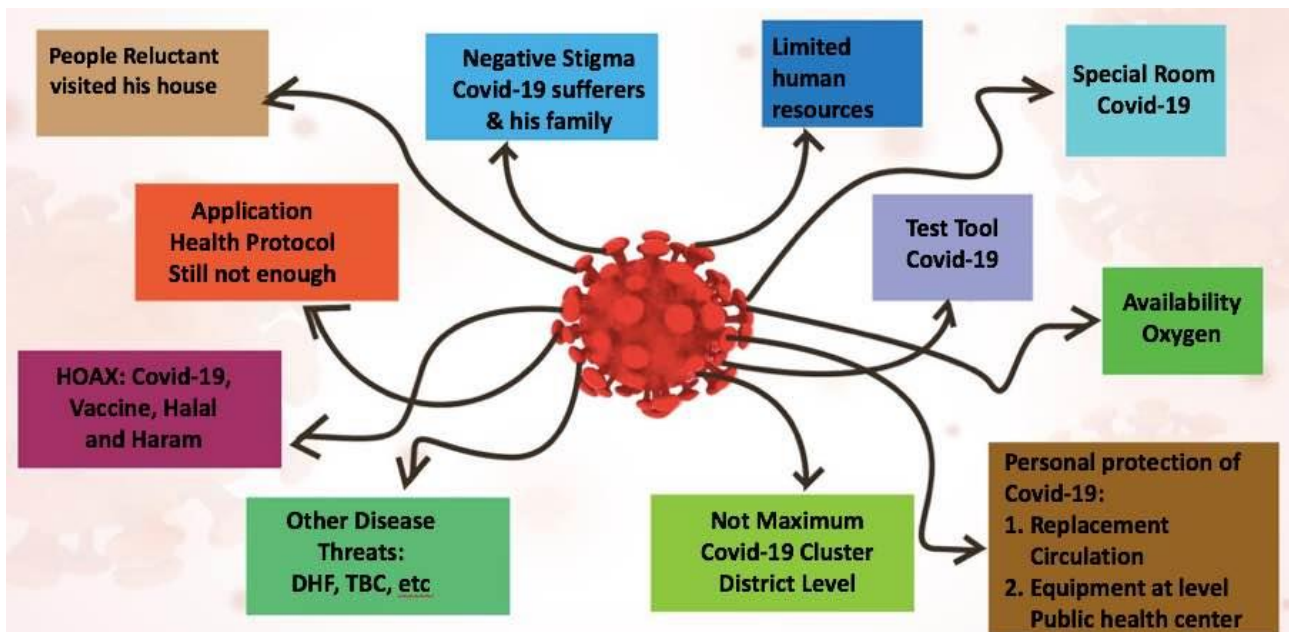 People Reluctant
visited his house
Negative Stigma
Covid-19 sufferers
& his family
Limited
human
resources
Special Room
Covid-19
Application
Health Protocol
Still not enough
Test Tool
Covid-19
Availability
Oxygen
HOAX: Covid-19,
Vaccine, Halal
and Haram
Other Disease
Threats:
DHF, TBC, etc
Not Maximum
Covid-19 Cluster
District Level
Personal protection of
Covid-19:
1. Replacement
Circulation
2. Equipment at level
Public health center